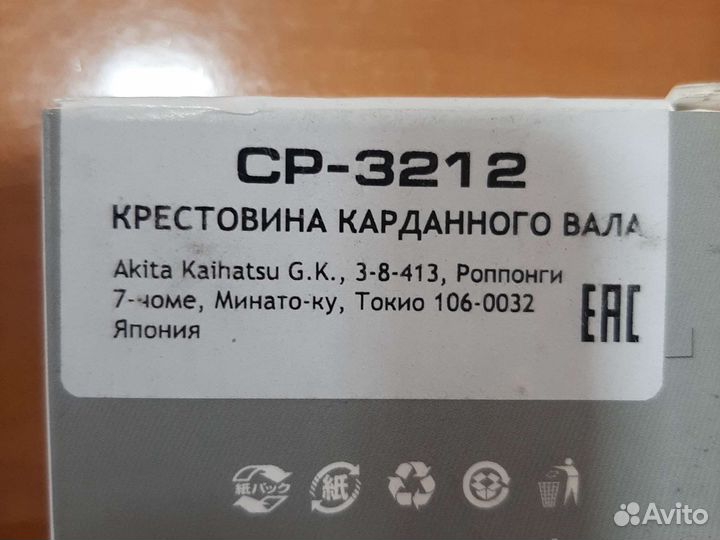 CP-3212
КРЕСТОВИНА КАРДАННОГО ВАЛА
Akita Kaihatsu G.K., 3-8-413, Роппонги
7-чоме, Минато-ку, Токио 106-0032
Япония
EAC
紙パック
紙
Avito